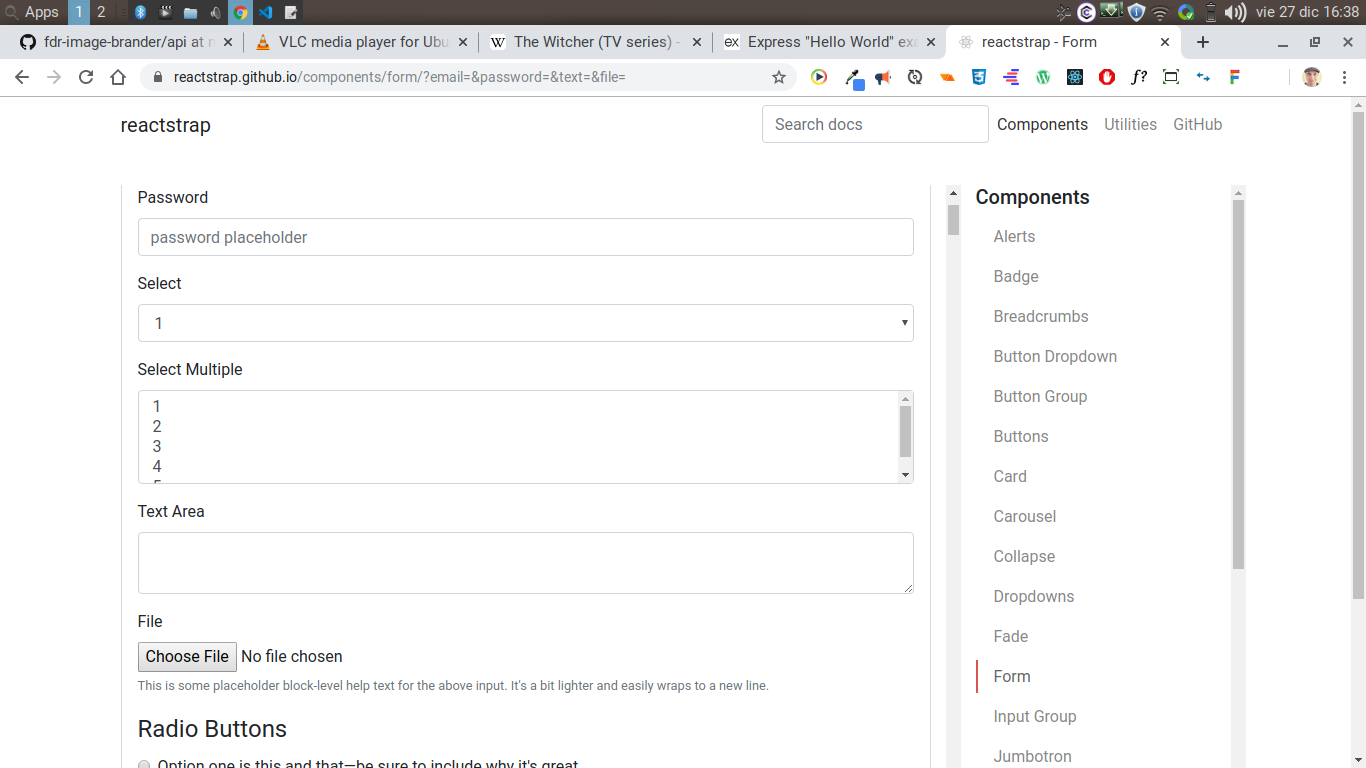 Apps 1 2 vie 27 dic 16:38
fdr-image-brander/api at VLC media player for Ubu The Witcher (TV series) - Express "Hello World" exa reactstrap - Form
reactstrap.github.io/components/form/?email=&password=&text=&file=
reactstrap
Search docs
Components Utilities GitHub
Password
password placeholder
Select
1
Select Multiple
1
2
3
4
5
Text Area
File
Choose File No file chosen
This is some placeholder block-level help text for the above input. It's a bit lighter and easily wraps to a new line.
Radio Buttons
Option one is this and that—be sure to include why it's great
Components
Alerts
Badge
Breadcrumbs
Button Dropdown
Button Group
Buttons
Card
Carousel
Collapse
Dropdowns
Fade
Form
Input Group
Jumbotron